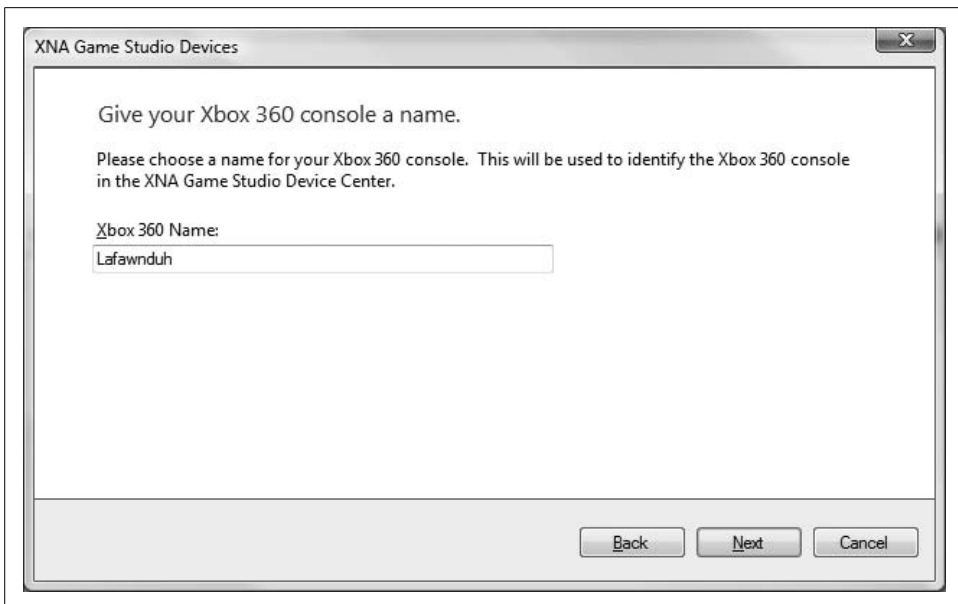 XNA Game Studio Devices
Give your Xbox 360 console a name.
Please choose a name for your Xbox 360 console. This will be used to identify the Xbox 360 console
in the XNA Game Studio Device Center.
Xbox 360 Name:
Lafawnduh
Back Next Cancel